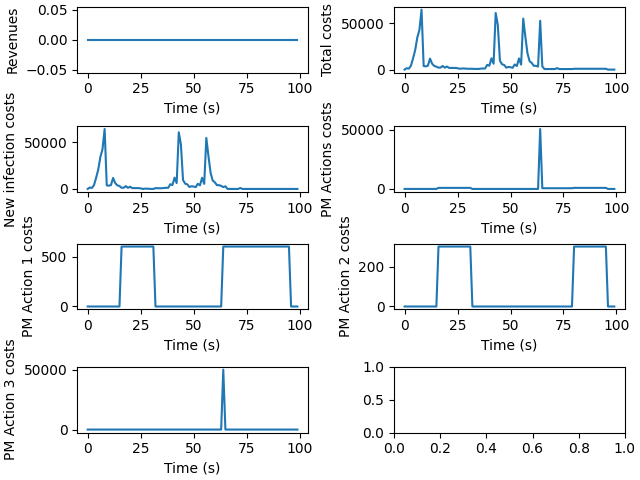 Revenues
0.05
0.00
−0.05
0 25 50 75 100
Time (s)
Total costs
50000
0
0 25 50 75 100
Time (s)
New infection costs
50000
0
0 25 50 75 100
Time (s)
PM Actions costs
50000
0
0 25 50 75 100
Time (s)
PM Action 1 costs
500
0
0 25 50 75 100
Time (s)
PM Action 2 costs
200
0
0 25 50 75 100
Time (s)
PM Action 3 costs
50000
0
0 25 50 75 100
Time (s)
1.0
0.5
0.0
0.0 0.2 0.4 0.6 0.8 1.0